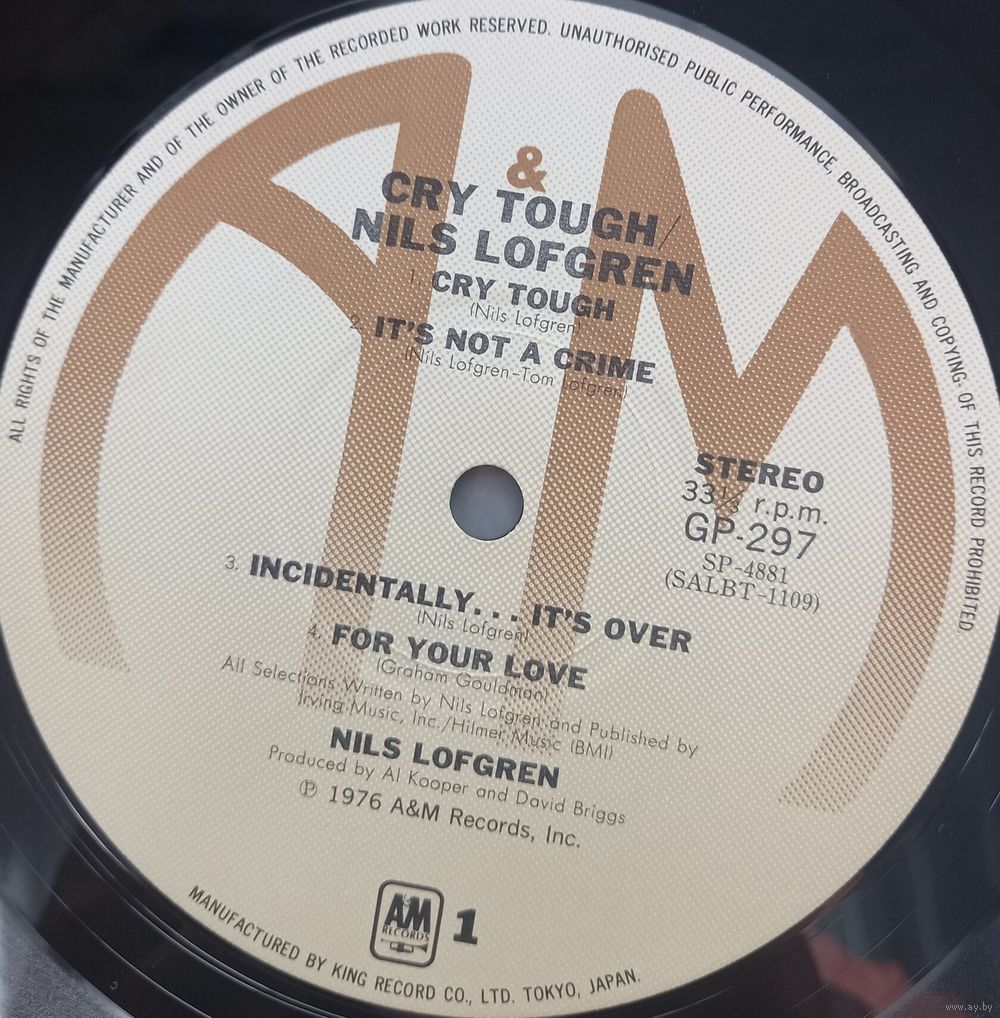 ALL RIGHTS OF THE MANUFACTURER AND OF THE OWNER OF THE RECORDED WORK RESERVED. UNAUTHORISED PUBLIC PERFORMANCE, BROADCASTING AND COPYING- OF THIS RECORD PROHIBITED.
A&M
CRY TOUGH/
NILS LOFGREN
1. CRY TOUGH
(Nils Lofgren)
2. IT'S NOT A CRIME
(Nils Lofgren-Tom Lofgren)
STEREO
33⅓ r.p.m.
GP-297
SP-4881
(SALBT-1109)
3. INCIDENTALLY... IT'S OVER
(Nils Lofgren)
4. FOR YOUR LOVE
(Graham Gouldman)
All Selections Written by Nils Lofgren and Published by
Irving Music, Inc./Hilmer Music (BMI)
NILS LOFGREN
Produced by Al Kooper and David Briggs
℗ 1976 A&M Records, Inc.
A&M
RECORDS
1
MANUFACTURED BY KING RECORD CO., LTD. TOKYO, JAPAN.
www.ay.by